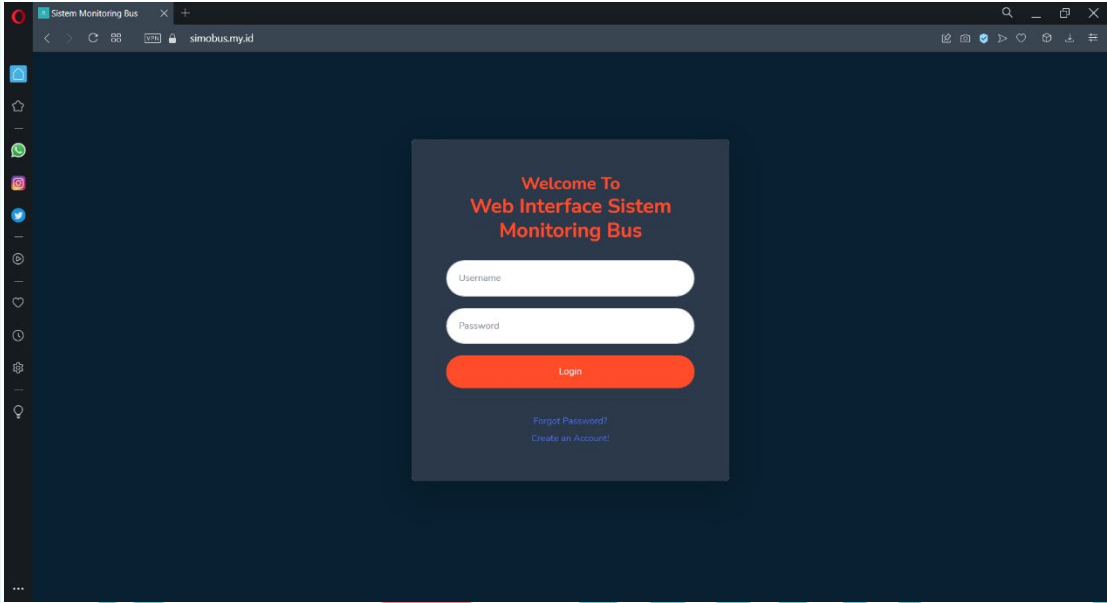 Sistem Monitoring Bus
VPN
simobus.my.id
Welcome To
Web Interface Sistem
Monitoring Bus
Username
Password
Login
Forgot Password?
Create an Account!